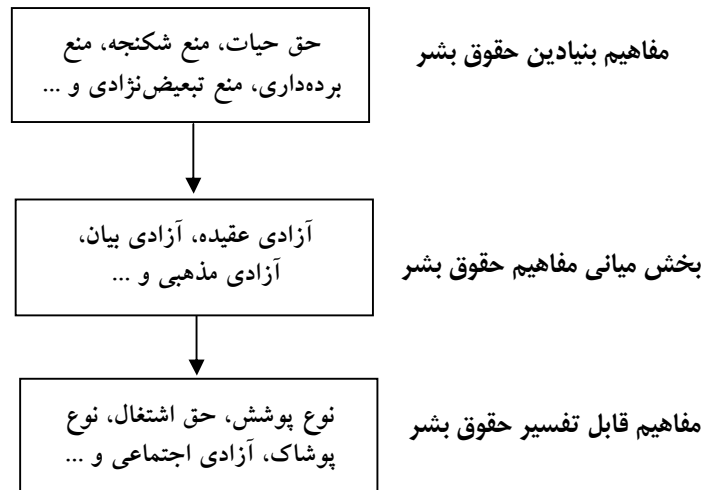 مفاهیم بنیادین حقوق بشر
حق حیات، منع شکنجه، منع
برده‌داری، منع تبعیض‌نژادی و ...
بخش میانی مفاهیم حقوق بشر
آزادی عقیده، آزادی بیان،
آزادی مذهبی و ...
مفاهیم قابل تفسیر حقوق بشر
نوع پوشش، حق اشتغال، نوع
پوشاک، آزادی اجتماعی و ...